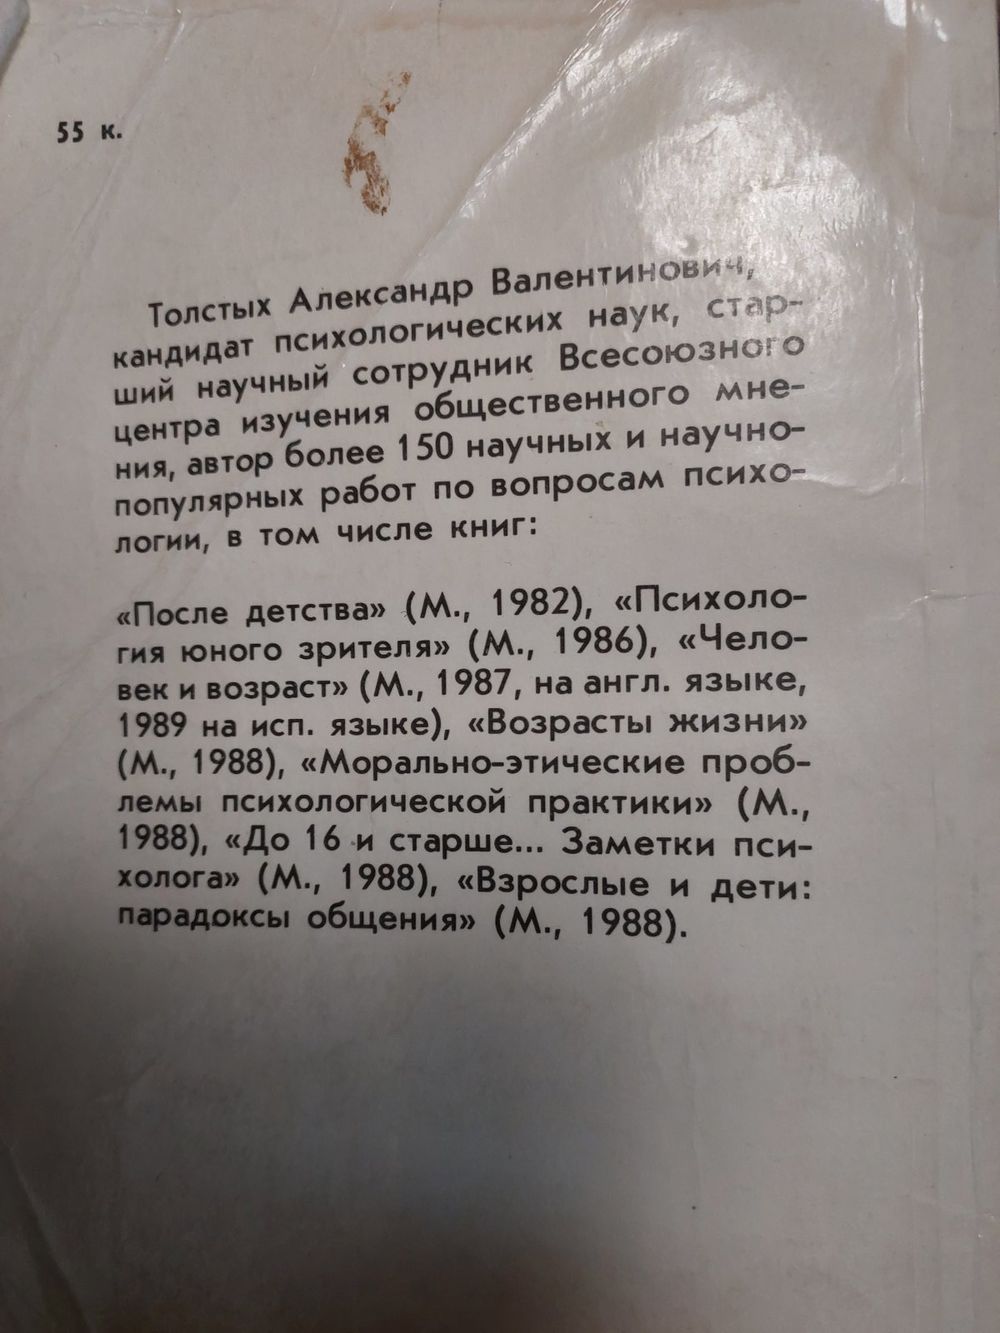 55 к.
Толстых Александр Валентинович,
кандидат психологических наук, стар-
ший научный сотрудник Всесоюзного
центра изучения общественного мне-
ния, автор более 150 научных и научно-
популярных работ по вопросам психо-
логии, в том числе книг:
«После детства» (М., 1982), «Психоло-
гия юного зрителя» (М., 1986), «Чело-
век и возраст» (М., 1987, на англ. языке,
1989 на исп. языке), «Возрасты жизни»
(М., 1988), «Морально-этические проб-
лемы психологической практики» (М.,
1988), «До 16 и старше... Заметки пси-
холога» (М., 1988), «Взрослые и дети:
парадоксы общения» (М., 1988).